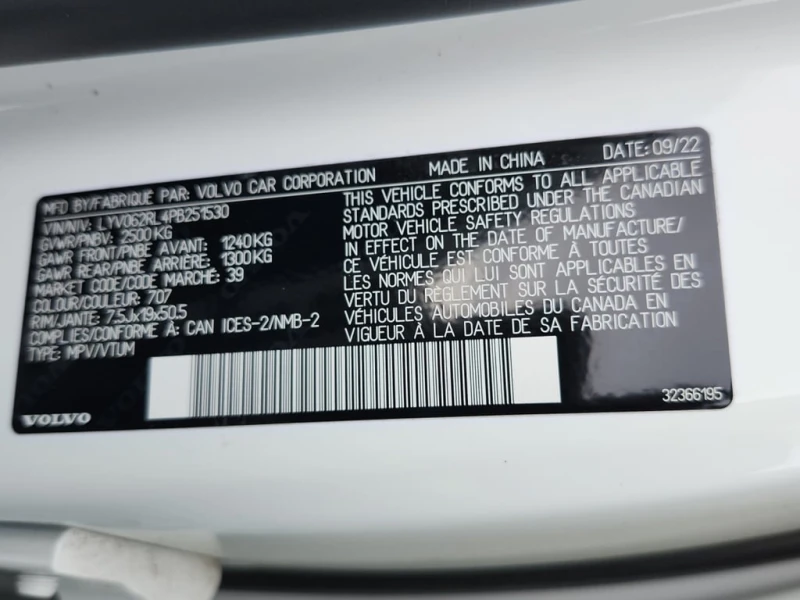 MFD BY/FABRIQUÉ PAR: VOLVO CAR CORPORATION MADE IN CHINA DATE: 09/22
VIN/NIV: LYV062RL4PB251530
GVWR/PNBV: 2500 KG
GAWR FRONT/PNBE AVANT: 1240KG
GAWR REAR/PNBE ARRIÈRE: 1300KG
MARKET CODE/CODE MARCHÉ: 39
COLOUR/COULEUR: 707
RIM/JANTE: 7.5Jx19x50.5
COMPLIES/CONFORME À: CAN ICES-2/NMB-2
TYPE: MPV/VTUM
THIS VEHICLE CONFORMS TO ALL APPLICABLE
STANDARDS PRESCRIBED UNDER THE CANADIAN
MOTOR VEHICLE SAFETY REGULATIONS
IN EFFECT ON THE DATE OF MANUFACTURE/
CE VÉHICULE EST CONFORME À TOUTES
LES NORMES QUI LUI SONT APPLICABLES EN
VERTU DU RÈGLEMENT SUR LA SÉCURITÉ DES
VÉHICULES AUTOMOBILES DU CANADA EN
VIGUEUR À LA DATE DE SA FABRICATION
VOLVO
32366195